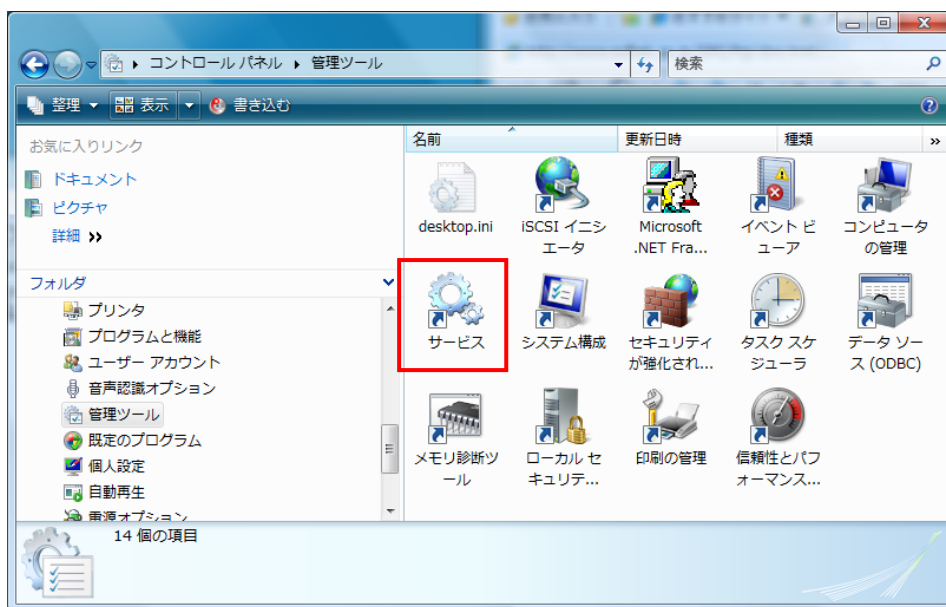 コントロール パネル
管理ツール
検索
整理
表示
書き込む
お気に入りリンク
ドキュメント
ピクチャ
詳細
フォルダ
プリンタ
プログラムと機能
ユーザー アカウント
音声認識オプション
管理ツール
既定のプログラム
個人設定
自動再生
電源オプション
名前 更新日時 種類
desktop.ini
iSCSI イニシ
エータ
Microsoft
.NET Fra...
イベント ビ
ューア
コンピュータ
の管理
サービス
システム構成
セキュリティ
が強化され...
タスク スケ
ジューラ
データ ソー
ス (ODBC)
メモリ診断ツ
ール
ローカル セ
キュリテ...
印刷の管理
信頼性とパフ
ォーマンス...
14 個の項目